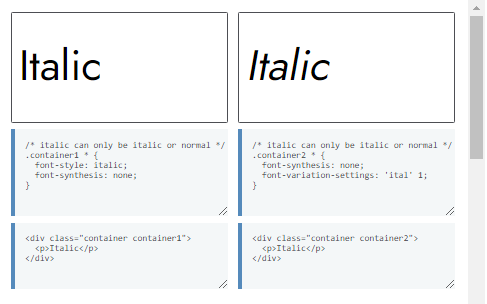 Italic
Italic
/* italic can only be italic or normal */
.container1 * {
  font-style: italic;
  font-synthesis: none;
}
/* italic can only be italic or normal */
.container2 * {
  font-synthesis: none;
  font-variation-settings: 'ital' 1;
}
<div class="container container1">
  <p>Italic</p>
</div>
<div class="container container2">
  <p>Italic</p>
</div>